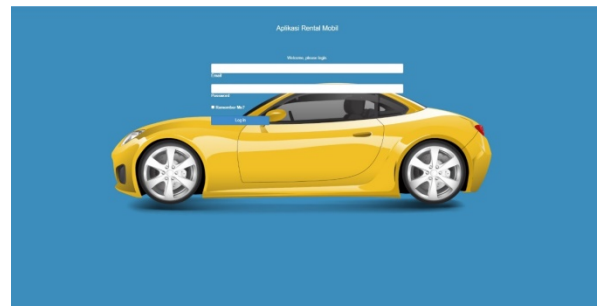 Aplikasi Rental Mobil
Welcome, please login
Email
Password
Remember Me?
Log in